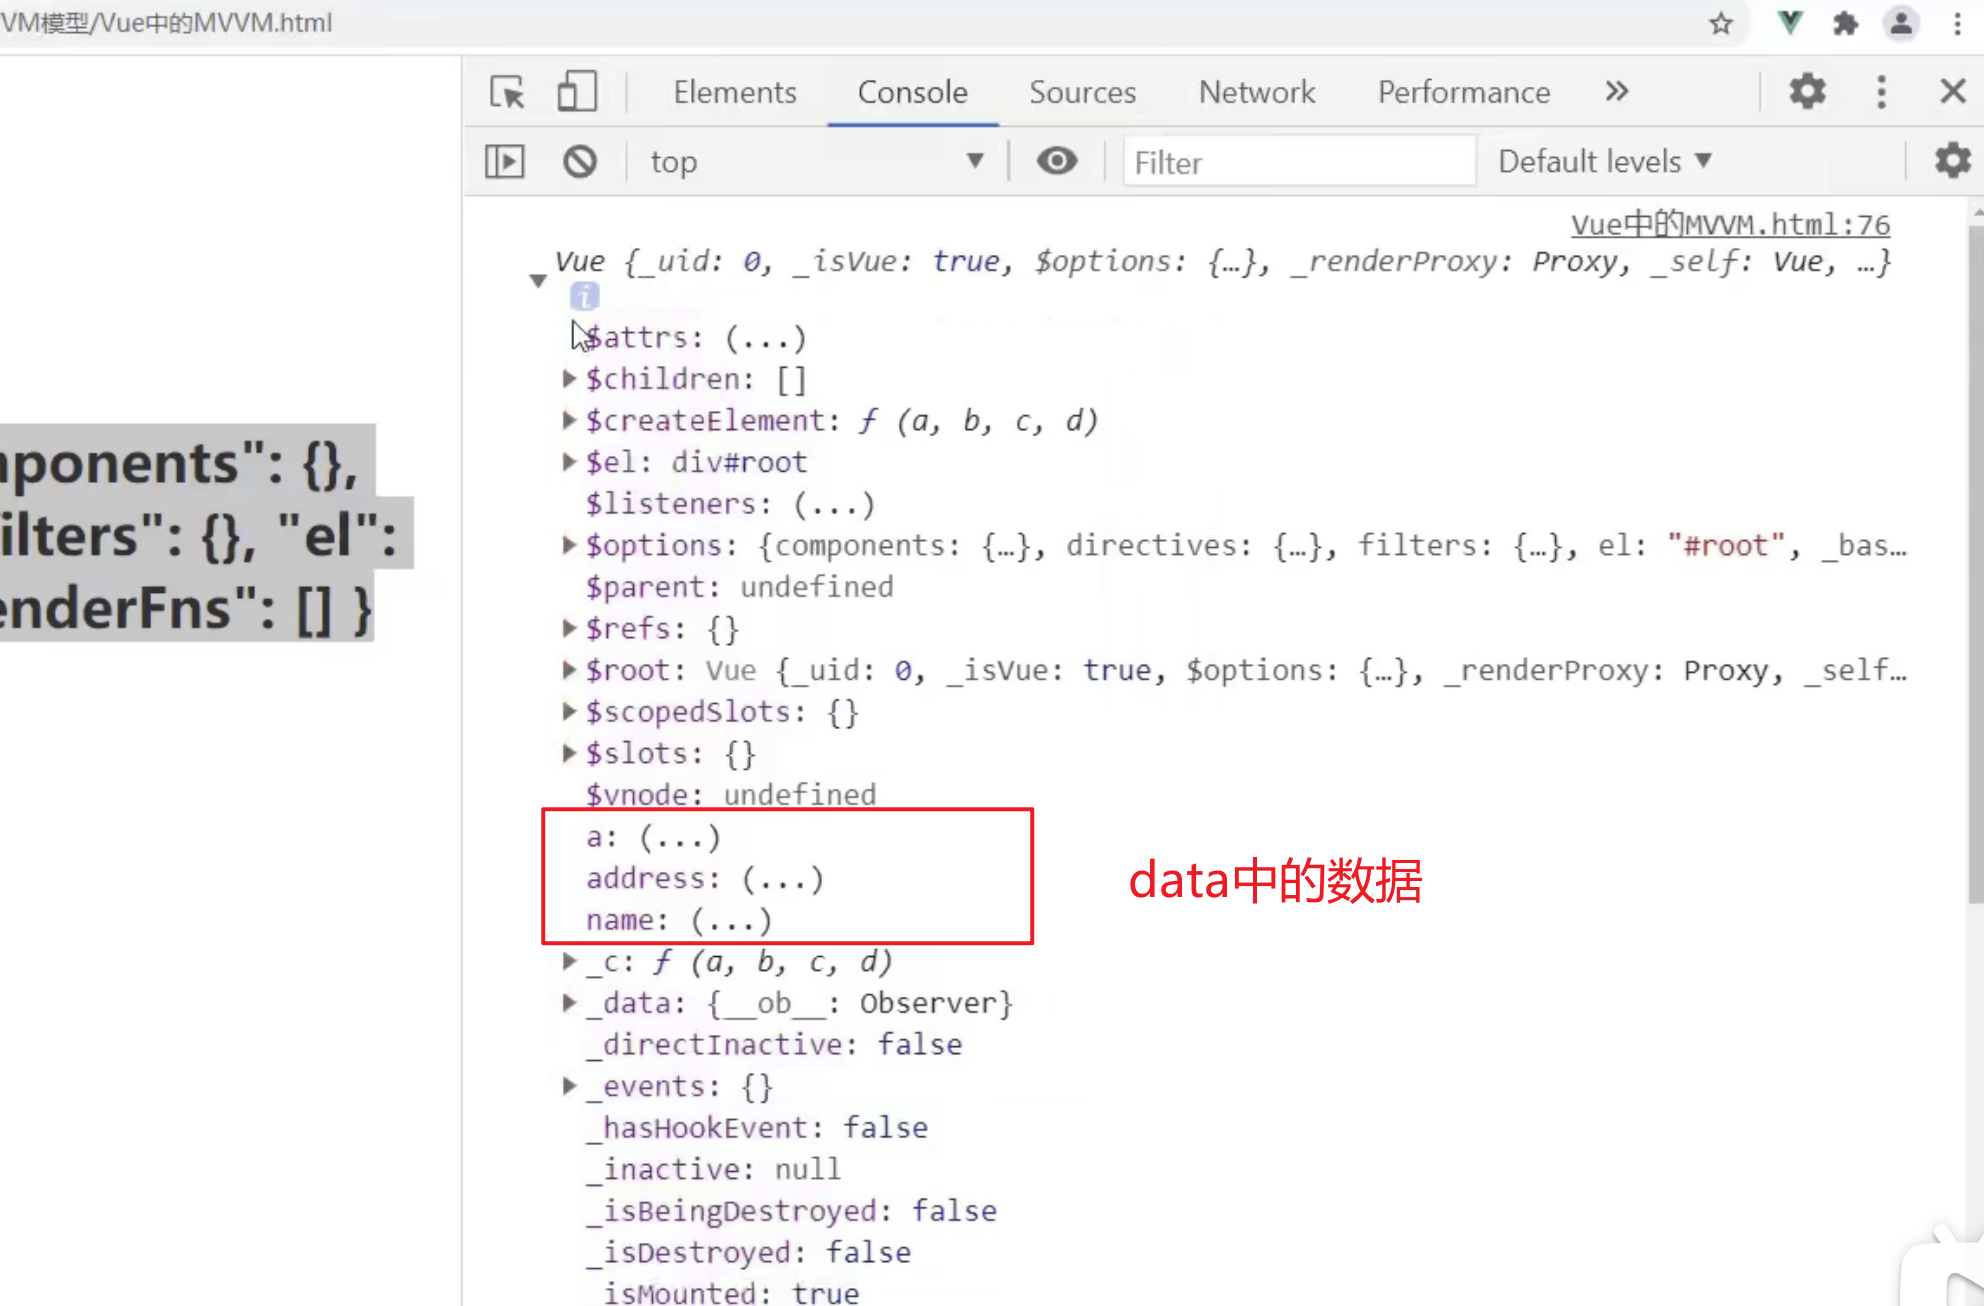 VM模型/Vue中的MVVM.html
Elements Console Sources Network Performance »
top Filter Default levels
Vue中的MVVM.html:76
Vue {_uid: 0, _isVue: true, $options: {…}, _renderProxy: Proxy, _self: Vue, …}
i
$attrs: (...)
$children: []
$createElement: ƒ (a, b, c, d)
$el: div#root
$listeners: (...)
$options: {components: {…}, directives: {…}, filters: {…}, el: "#root", _bas…
$parent: undefined
$refs: {}
$root: Vue {_uid: 0, _isVue: true, $options: {…}, _renderProxy: Proxy, _self…
$scopedSlots: {}
$slots: {}
$vnode: undefined
a: (...)
address: (...)
name: (...)
data中的数据
_c: ƒ (a, b, c, d)
_data: {__ob__: Observer}
_directInactive: false
_events: {}
_hasHookEvent: false
_inactive: null
_isBeingDestroyed: false
_isDestroyed: false
isMounted: true
ponents": {},
ilters": {}, "el":
enderFns": [] }